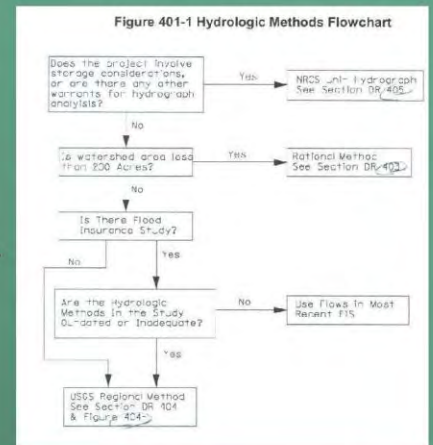 Figure 401-1 Hydrologic Methods Flowchart
Does the project involve
storage considerations,
or are there any other
warrants for hydrograph
analysis?
Yes
NRCS Unit Hydrograph
See Section DR 405
No
Is watershed area less
than 200 Acres?
Yes
Rational Method
See Section DR 403
No
Is There Flood
Insurance Study?
No
Yes
Are the Hydrologic
Methods In the Study
Outdated or Inadequate?
No
Use Flows In Most
Recent FIS
Yes
USGS Regional Method
See Section DR 404
& Figure 404-